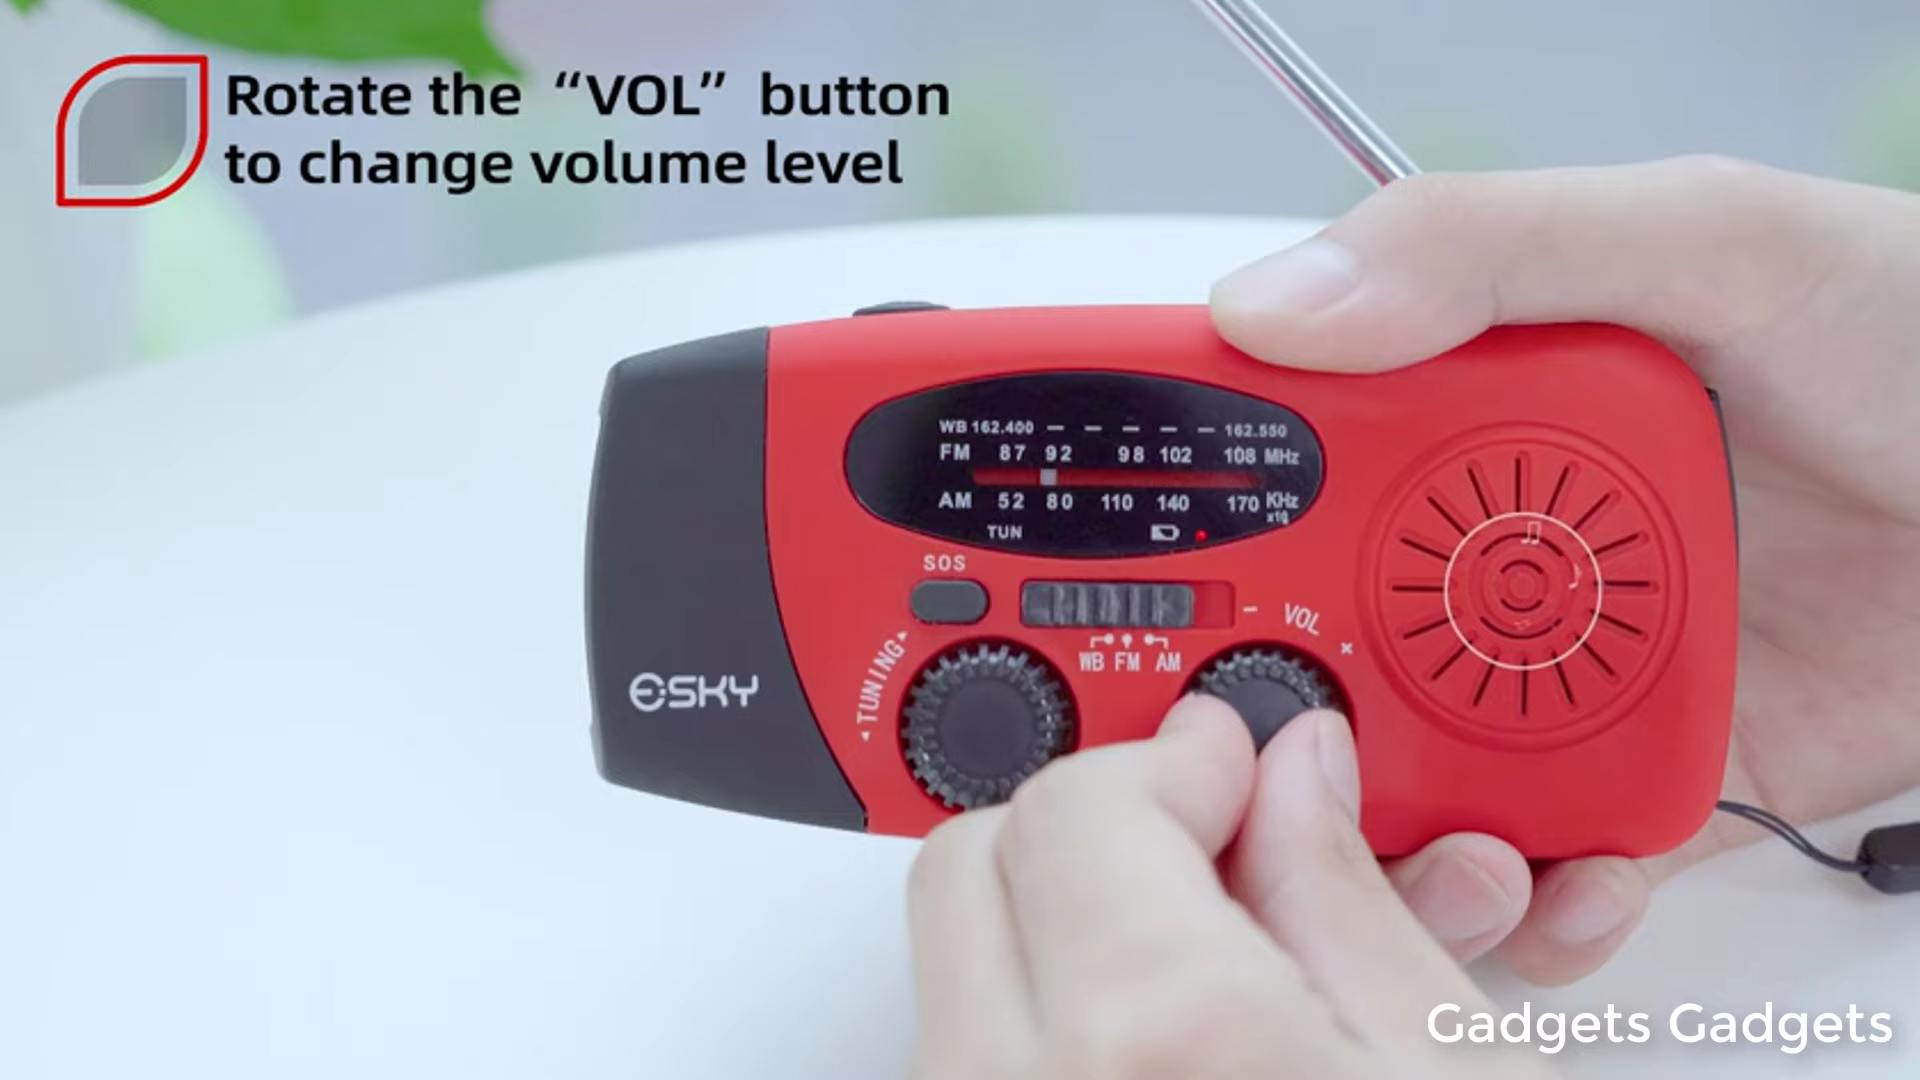 Rotate the “VOL” button
to change volume level
WB 162.400 — — — — — 162.550
FM 87 92 98 102 108 MHz
AM 52 80 110 140 170 KHz
x10
TUN
SOS
- VOL +
WB FM AM
◄TUNING►
E·SKY
Gadgets Gadgets